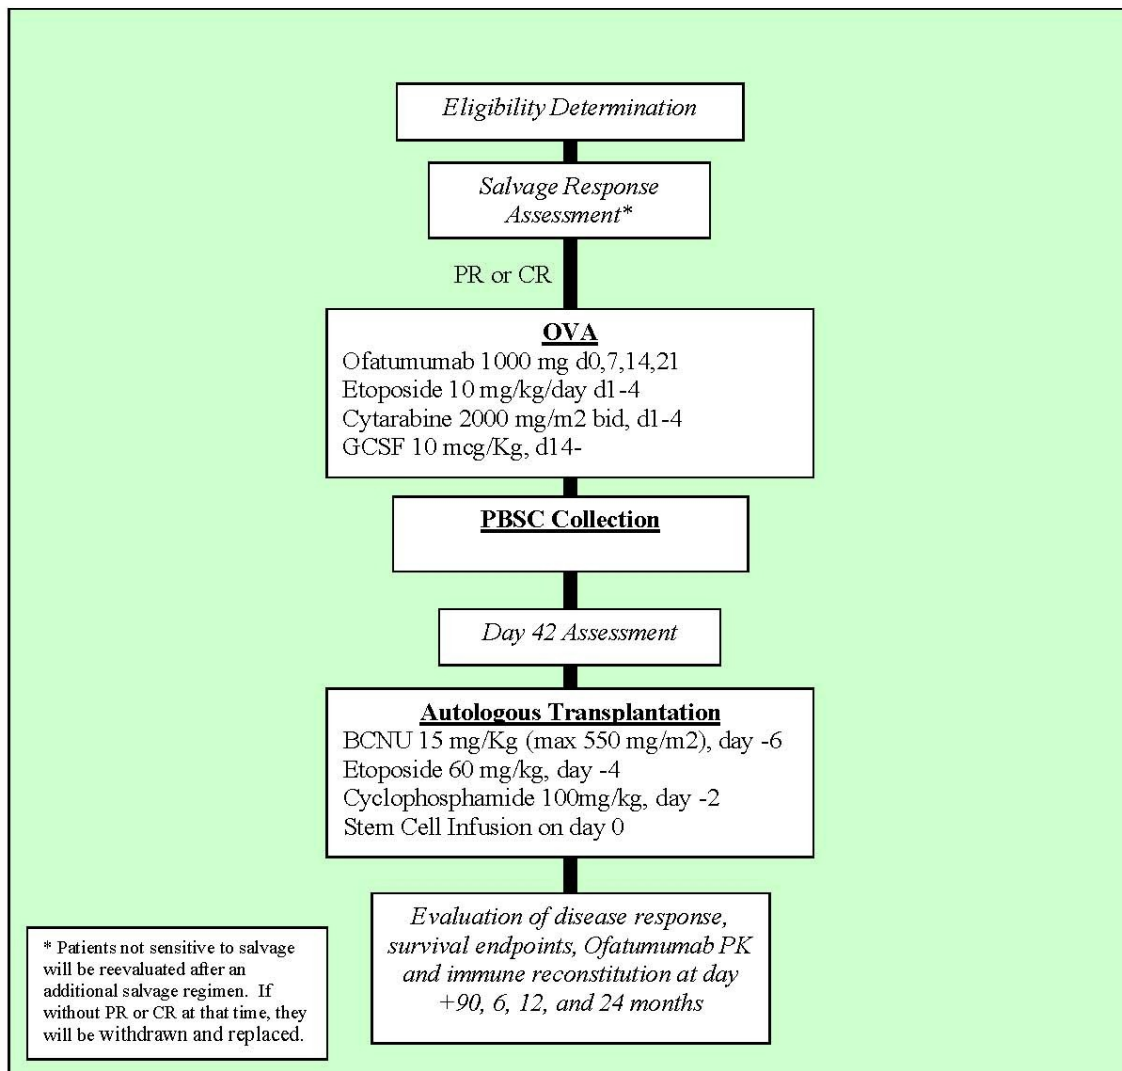 Eligibility Determination
Salvage Response
Assessment*
PR or CR
OVA
Ofatumumab 1000 mg d0,7,14,21
Etoposide 10 mg/kg/day d1-4
Cytarabine 2000 mg/m2 bid, d1-4
GCSF 10 mcg/Kg, d14-
PBSC Collection
Day 42 Assessment
Autologous Transplantation
BCNU 15 mg/Kg (max 550 mg/m2), day -6
Etoposide 60 mg/kg, day -4
Cyclophosphamide 100mg/kg, day -2
Stem Cell Infusion on day 0
Evaluation of disease response,
survival endpoints, Ofatumumab PK
and immune reconstitution at day
+90, 6, 12, and 24 months
* Patients not sensitive to salvage
will be reevaluated after an
additional salvage regimen. If
without PR or CR at that time, they
will be withdrawn and replaced.